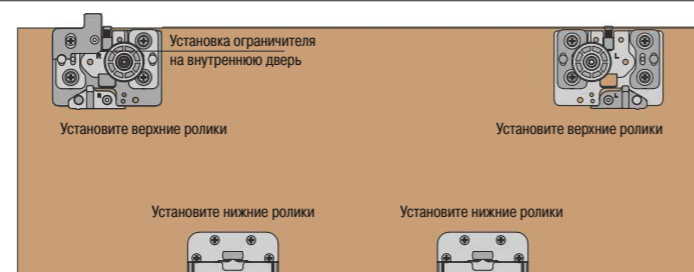 Установка ограничителя
на внутреннюю дверь
R
L
Установите верхние ролики
Установите верхние ролики
R
L
Установите нижние ролики
Установите нижние ролики